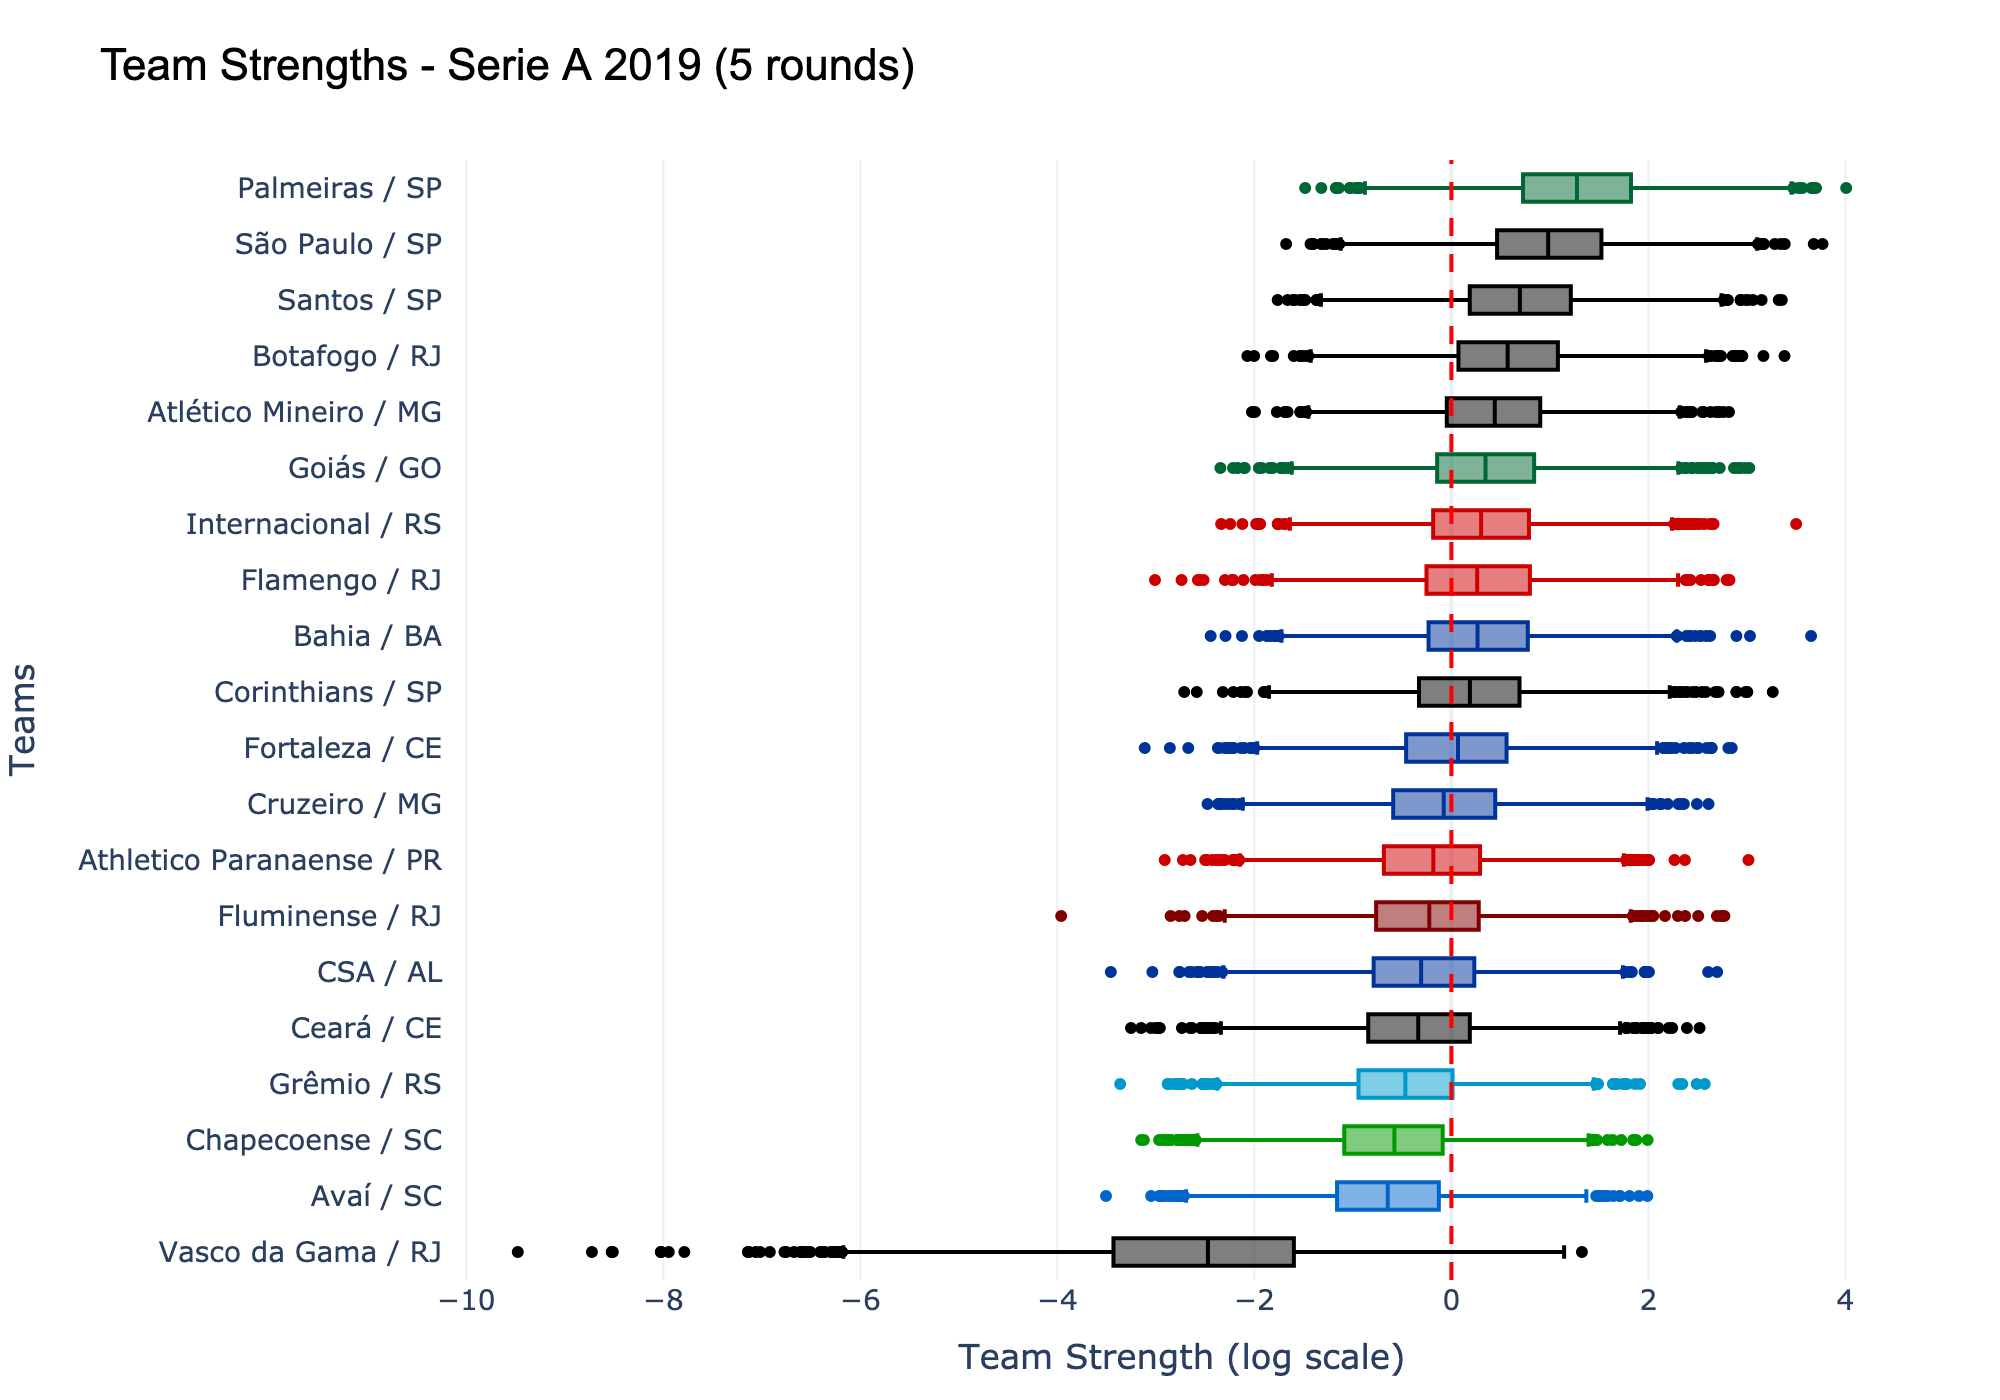 Team Strengths - Serie A 2019 (5 rounds)
Teams
Palmeiras / SP
São Paulo / SP
Santos / SP
Botafogo / RJ
Atlético Mineiro / MG
Goiás / GO
Internacional / RS
Flamengo / RJ
Bahia / BA
Corinthians / SP
Fortaleza / CE
Cruzeiro / MG
Athletico Paranaense / PR
Fluminense / RJ
CSA / AL
Ceará / CE
Grêmio / RS
Chapecoense / SC
Avaí / SC
Vasco da Gama / RJ
−10 −8 −6 −4 −2 0 2 4
Team Strength (log scale)